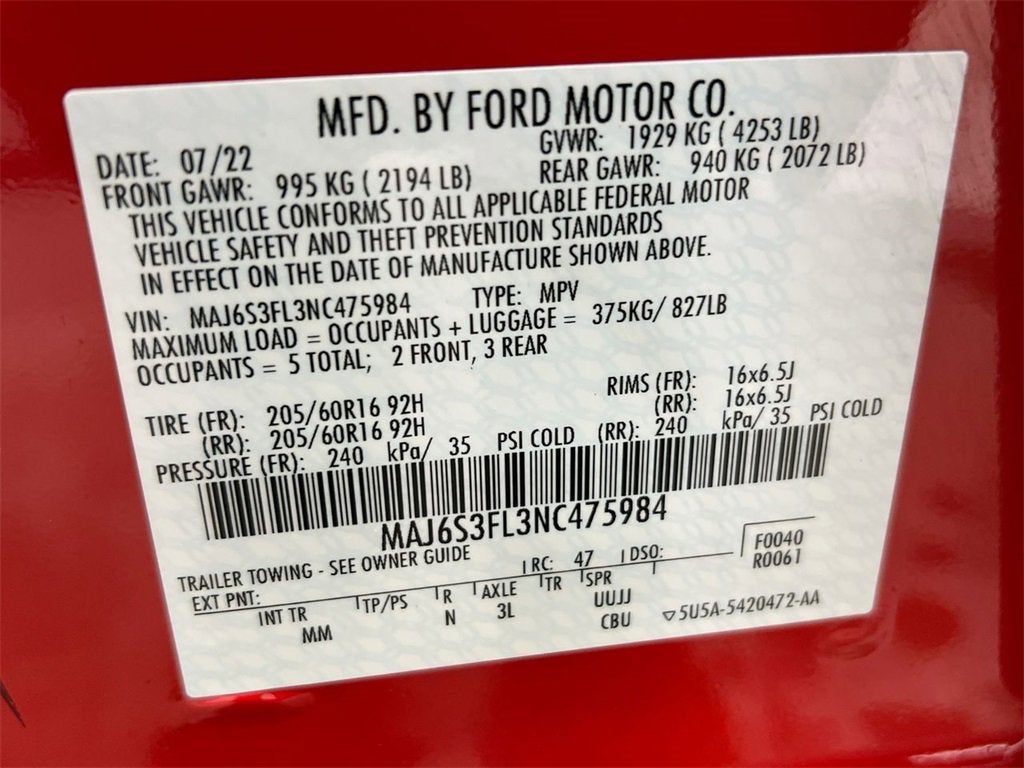 MFD. BY FORD MOTOR CO.
DATE: 07/22 GVWR: 1929 KG ( 4253 LB)
FRONT GAWR: 995 KG ( 2194 LB) REAR GAWR: 940 KG ( 2072 LB)
THIS VEHICLE CONFORMS TO ALL APPLICABLE FEDERAL MOTOR
VEHICLE SAFETY AND THEFT PREVENTION STANDARDS
IN EFFECT ON THE DATE OF MANUFACTURE SHOWN ABOVE.
VIN: MAJ6S3FL3NC475984 TYPE: MPV
MAXIMUM LOAD = OCCUPANTS + LUGGAGE = 375KG/ 827LB
OCCUPANTS = 5 TOTAL; 2 FRONT, 3 REAR
TIRE (FR): 205/60R16 92H RIMS (FR): 16x6.5J
(RR): 205/60R16 92H (RR): 16x6.5J
PRESSURE (FR): 240 kPa/ 35 PSI COLD (RR): 240 kPa/ 35 PSI COLD
MAJ6S3FL3NC475984
TRAILER TOWING - SEE OWNER GUIDE
EXT PNT: RC: 47 DSO: F0040
R0061
INT TR TP/PS R AXLE TR SPR
MM N 3L UUJJ
CBU 5U5A-5420472-AA